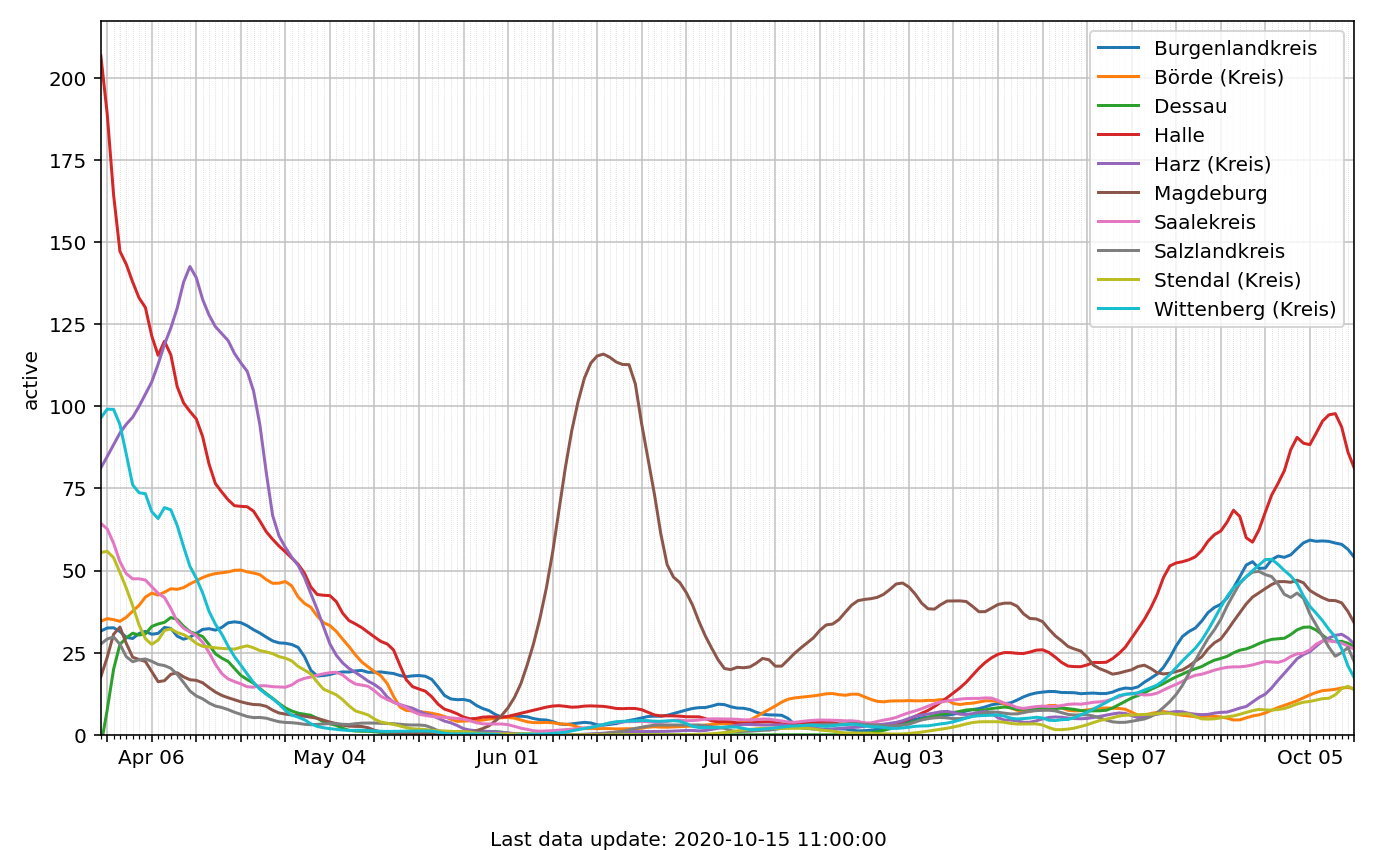 active
200
175
150
125
100
75
50
25
0
Apr 06
May 04
Jun 01
Jul 06
Aug 03
Sep 07
Oct 05
Burgenlandkreis
Börde (Kreis)
Dessau
Halle
Harz (Kreis)
Magdeburg
Saalekreis
Salzlandkreis
Stendal (Kreis)
Wittenberg (Kreis)
Last data update: 2020-10-15 11:00:00